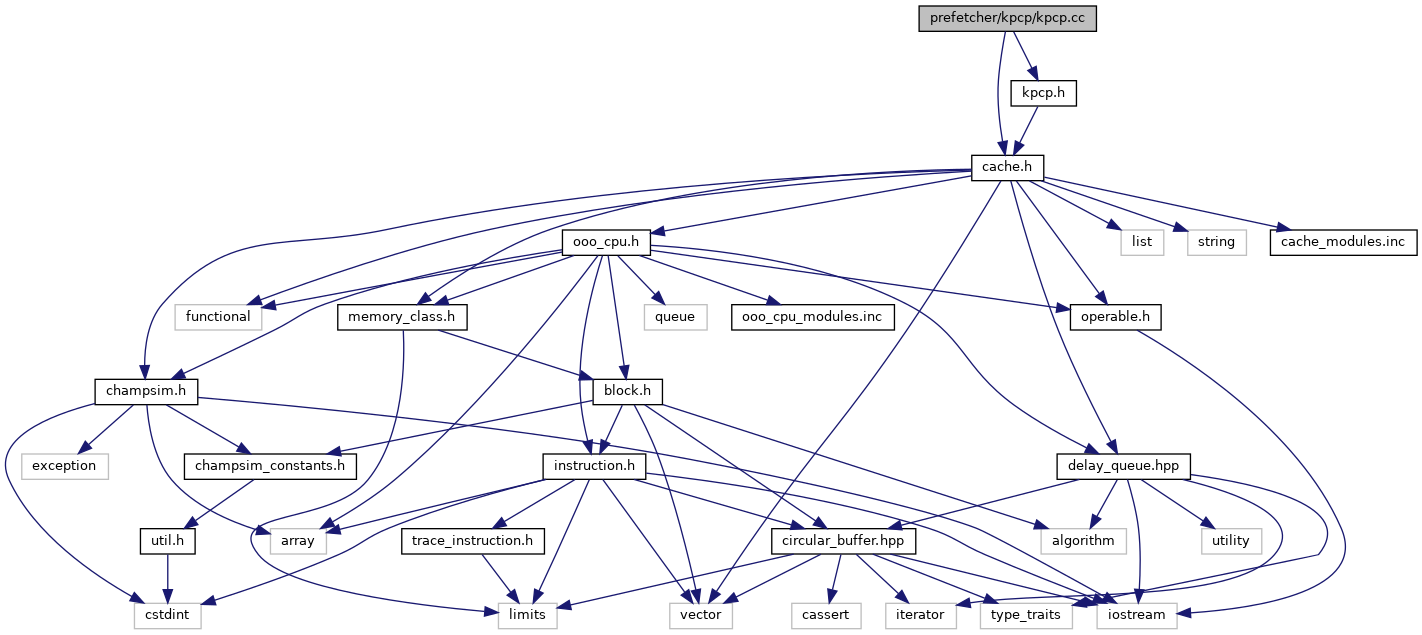 prefetcher/kpcp/kpcp.cc
kpcp.h
cache.h
ooo_cpu.h
list
string
cache_modules.inc
functional
memory_class.h
queue
ooo_cpu_modules.inc
operable.h
champsim.h
block.h
exception
champsim_constants.h
instruction.h
delay_queue.hpp
util.h
array
trace_instruction.h
circular_buffer.hpp
algorithm
utility
cstdint
limits
vector
cassert
iterator
type_traits
iostream